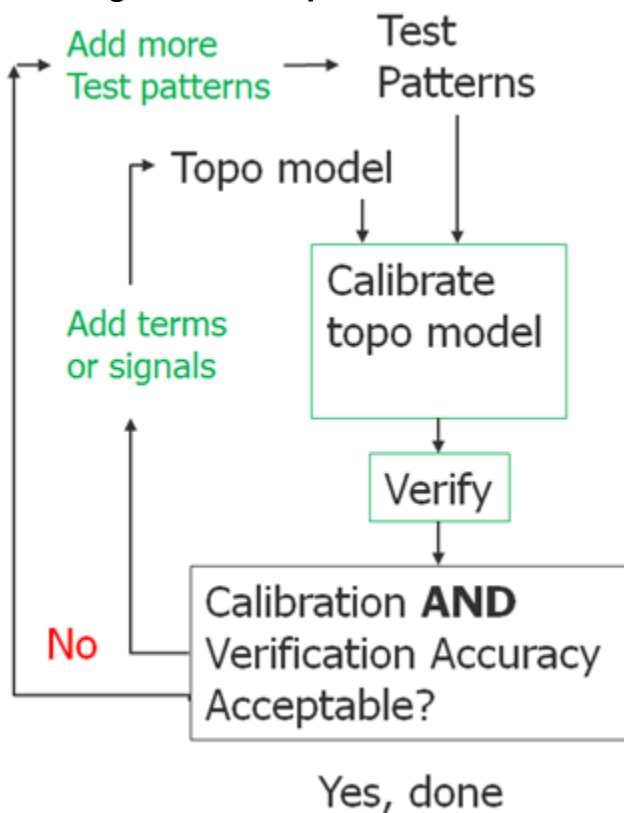 Add more
Test patterns
Test
Patterns
Topo model
Calibrate
topo model
Add terms
or signals
Verify
Calibration AND
Verification Accuracy
Acceptable?
No
Yes, done